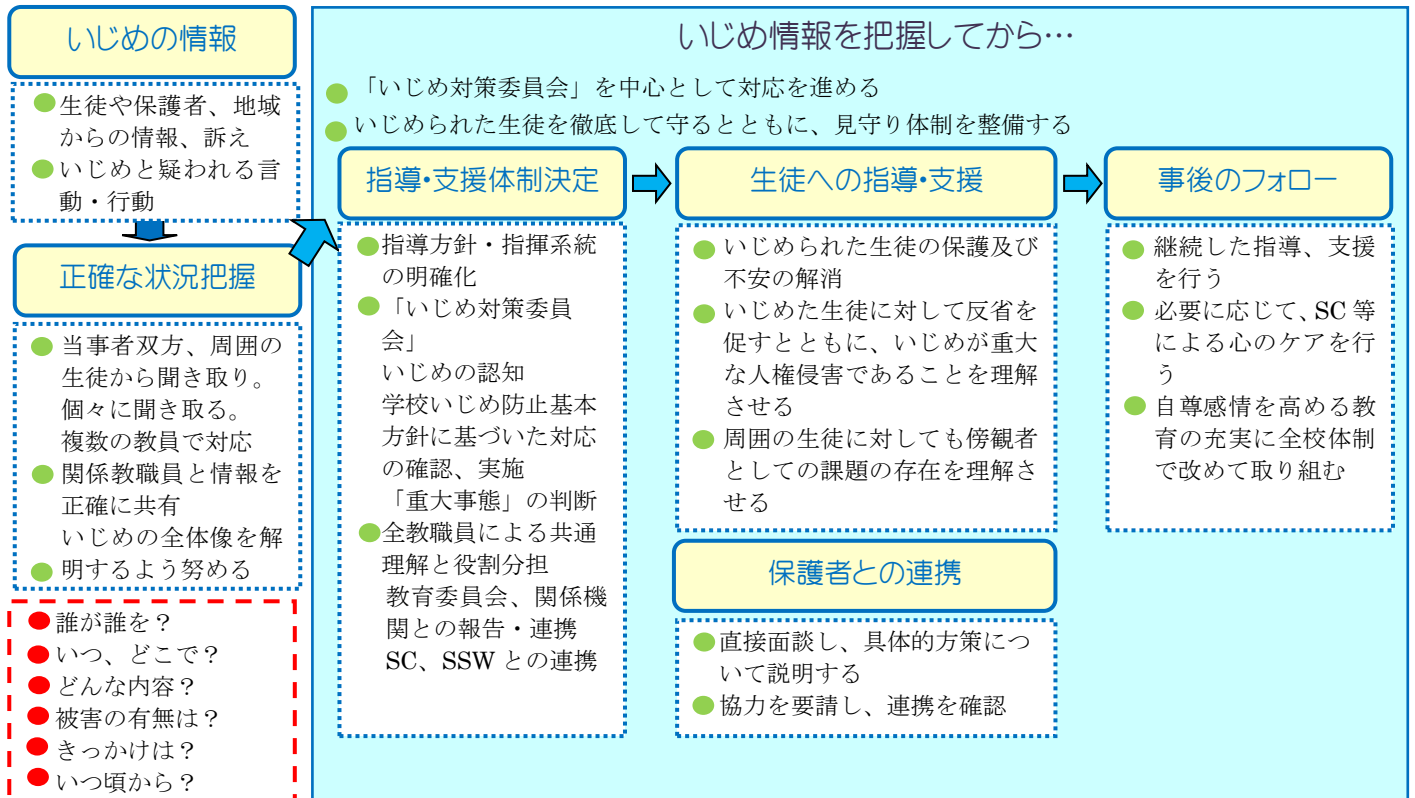 いじめの情報
●生徒や保護者、地域
からの情報、訴え
●いじめと疑われる言
動・行動
正確な状況把握
●当事者双方、周囲の
生徒から聞き取り。
個々に聞き取る。
複数の教員で対応
●関係教職員と情報を
正確に共有
いじめの全体像を解
●明するよう努める
●誰が誰を？
●いつ、どこで？
●どんな内容？
●被害の有無は？
●きっかけは？
●いつ頃から？
いじめ情報を把握してから…
●「いじめ対策委員会」を中心として対応を進める
●いじめられた生徒を徹底して守るとともに、見守り体制を整備する
指導・支援体制決定
●指導方針・指揮系統
の明確化
●「いじめ対策委員
会」
いじめの認知
学校いじめ防止基本
方針に基づいた対応
の確認、実施
「重大事態」の判断
●全教職員による共通
理解と役割分担
教育委員会、関係機
関との報告・連携
SC、SSWとの連携
生徒への指導・支援
●いじめられた生徒の保護及び
不安の解消
●いじめた生徒に対して反省を
促すとともに、いじめが重大
な人権侵害であることを理解
させる
●周囲の生徒に対しても傍観者
としての課題の存在を理解さ
せる
保護者との連携
●直接面談し、具体的方策につ
いて説明する
●協力を要請し、連携を確認
事後のフォロー
●継続した指導、支援
を行う
●必要に応じて、SC等
による心のケアを行
う
●自尊感情を高める教
育の充実に全校体制
で改めて取り組む